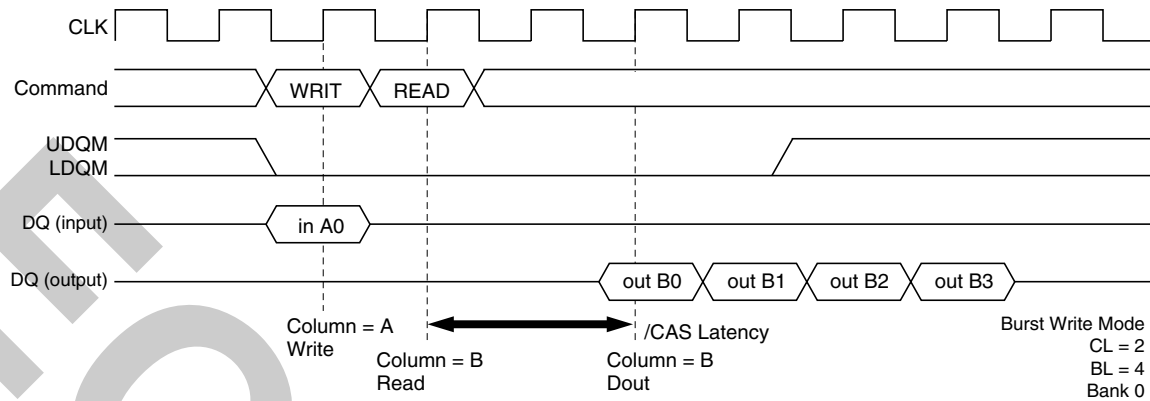 CLK
Command
WRIT
READ
UDQM
LDQM
DQ (input)
in A0
DQ (output)
out B0
out B1
out B2
out B3
Column = A
Write
Column = B
Read
/CAS Latency
Column = B
Dout
Burst Write Mode
CL = 2
BL = 4
Bank 0